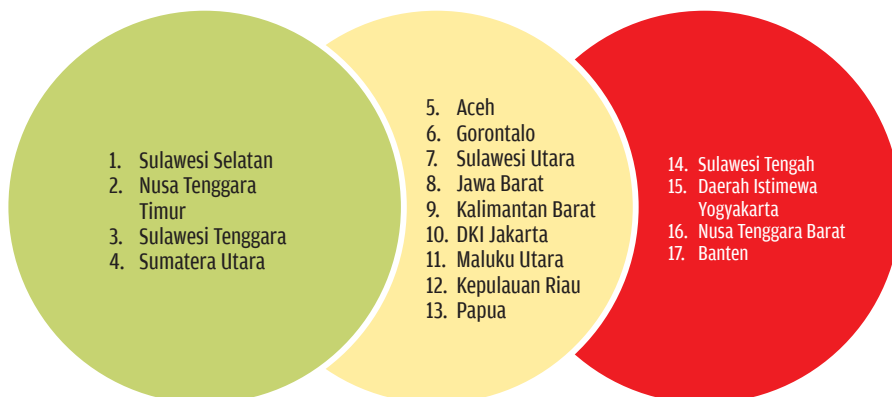 1. Sulawesi Selatan
2. Nusa Tenggara
Timur
3. Sulawesi Tenggara
4. Sumatera Utara
5. Aceh
6. Gorontalo
7. Sulawesi Utara
8. Jawa Barat
9. Kalimantan Barat
10. DKI Jakarta
11. Maluku Utara
12. Kepulauan Riau
13. Papua
14. Sulawesi Tengah
15. Daerah Istimewa
Yogyakarta
16. Nusa Tenggara Barat
17. Banten